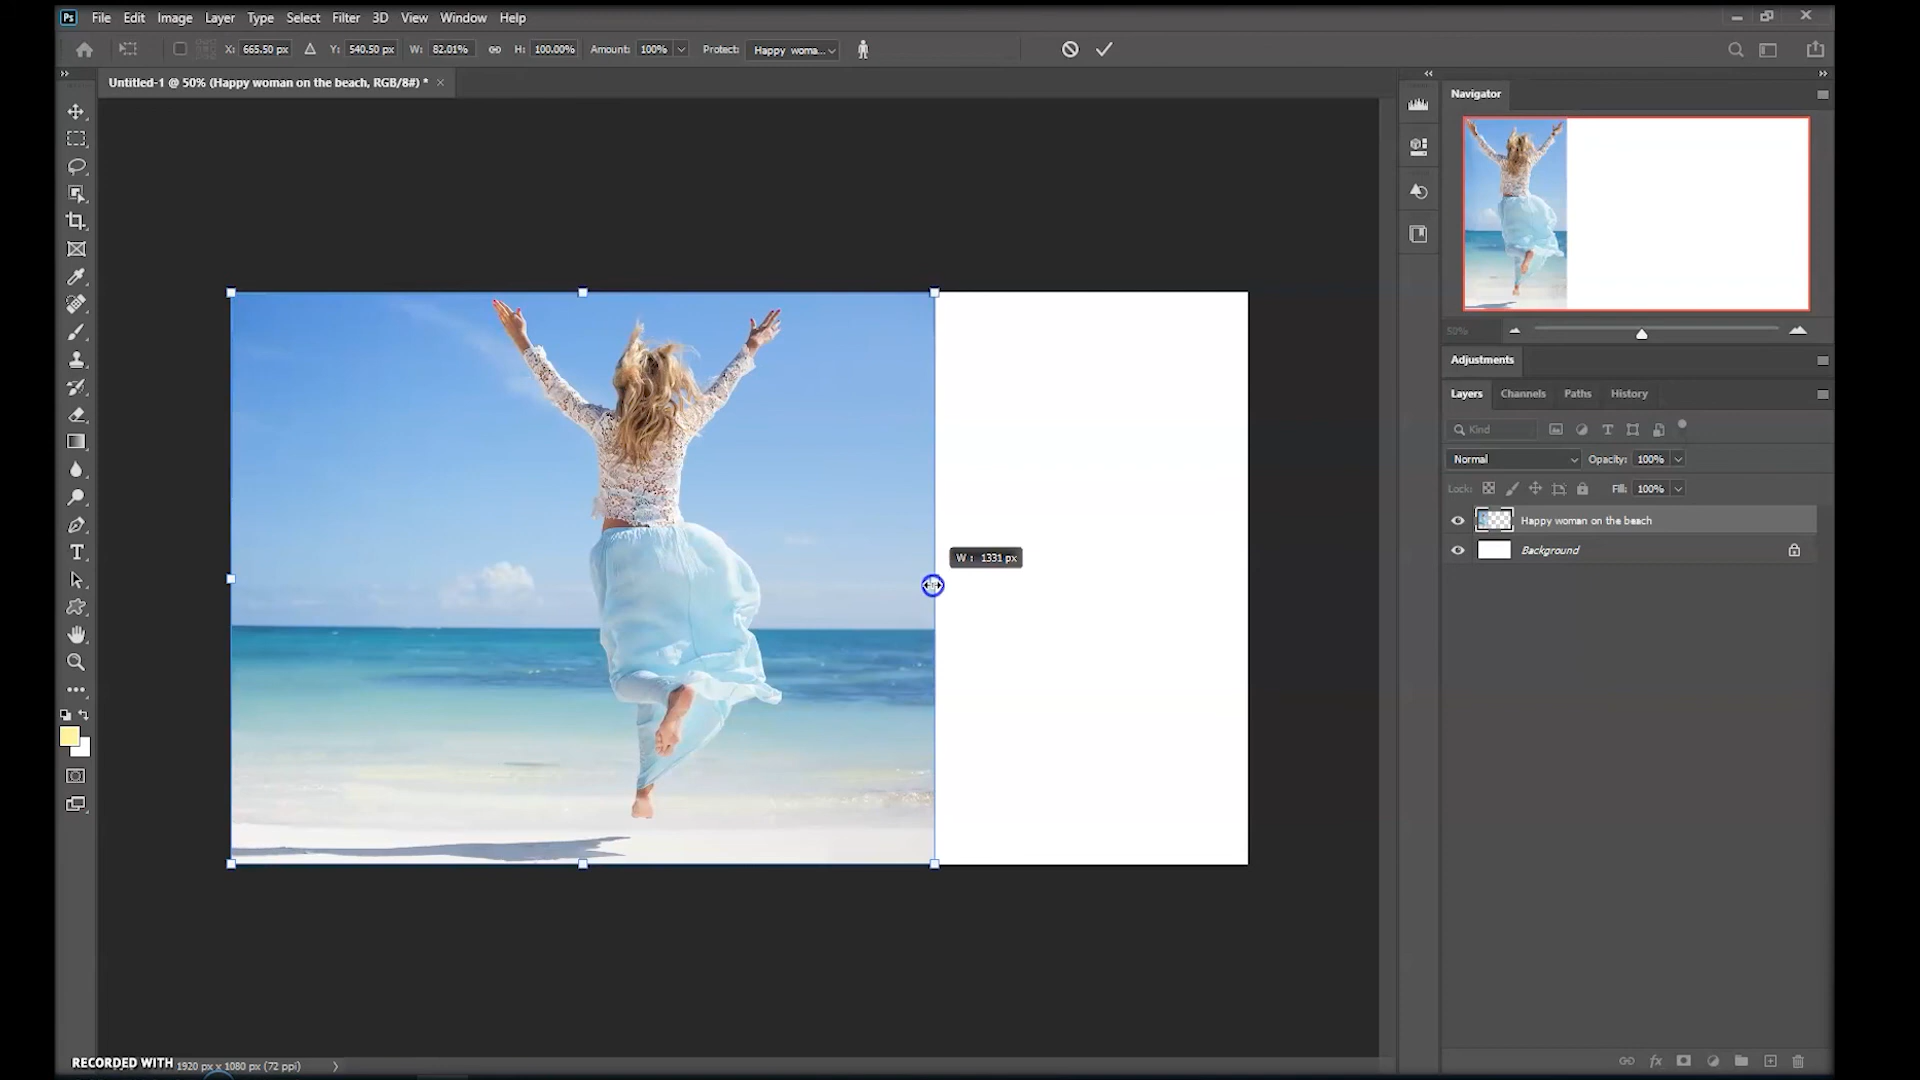 Ps File Edit Image Layer Type Select Filter 3D View Window Help
X: 665.50 px Y: 540.50 px W: 82.01% H: 100.00% Amount: 100% Protect: Happy woma...
Untitled-1 @ 50% (Happy woman on the beach, RGB/8#) * ×
Navigator
50%
Adjustments
Layers Channels Paths History
Kind
Normal Opacity: 100%
Lock: Fill: 100%
Happy woman on the beach
Background
W : 1331 px
RECORDED WITH 1920 px x 1080 px (72 ppi)